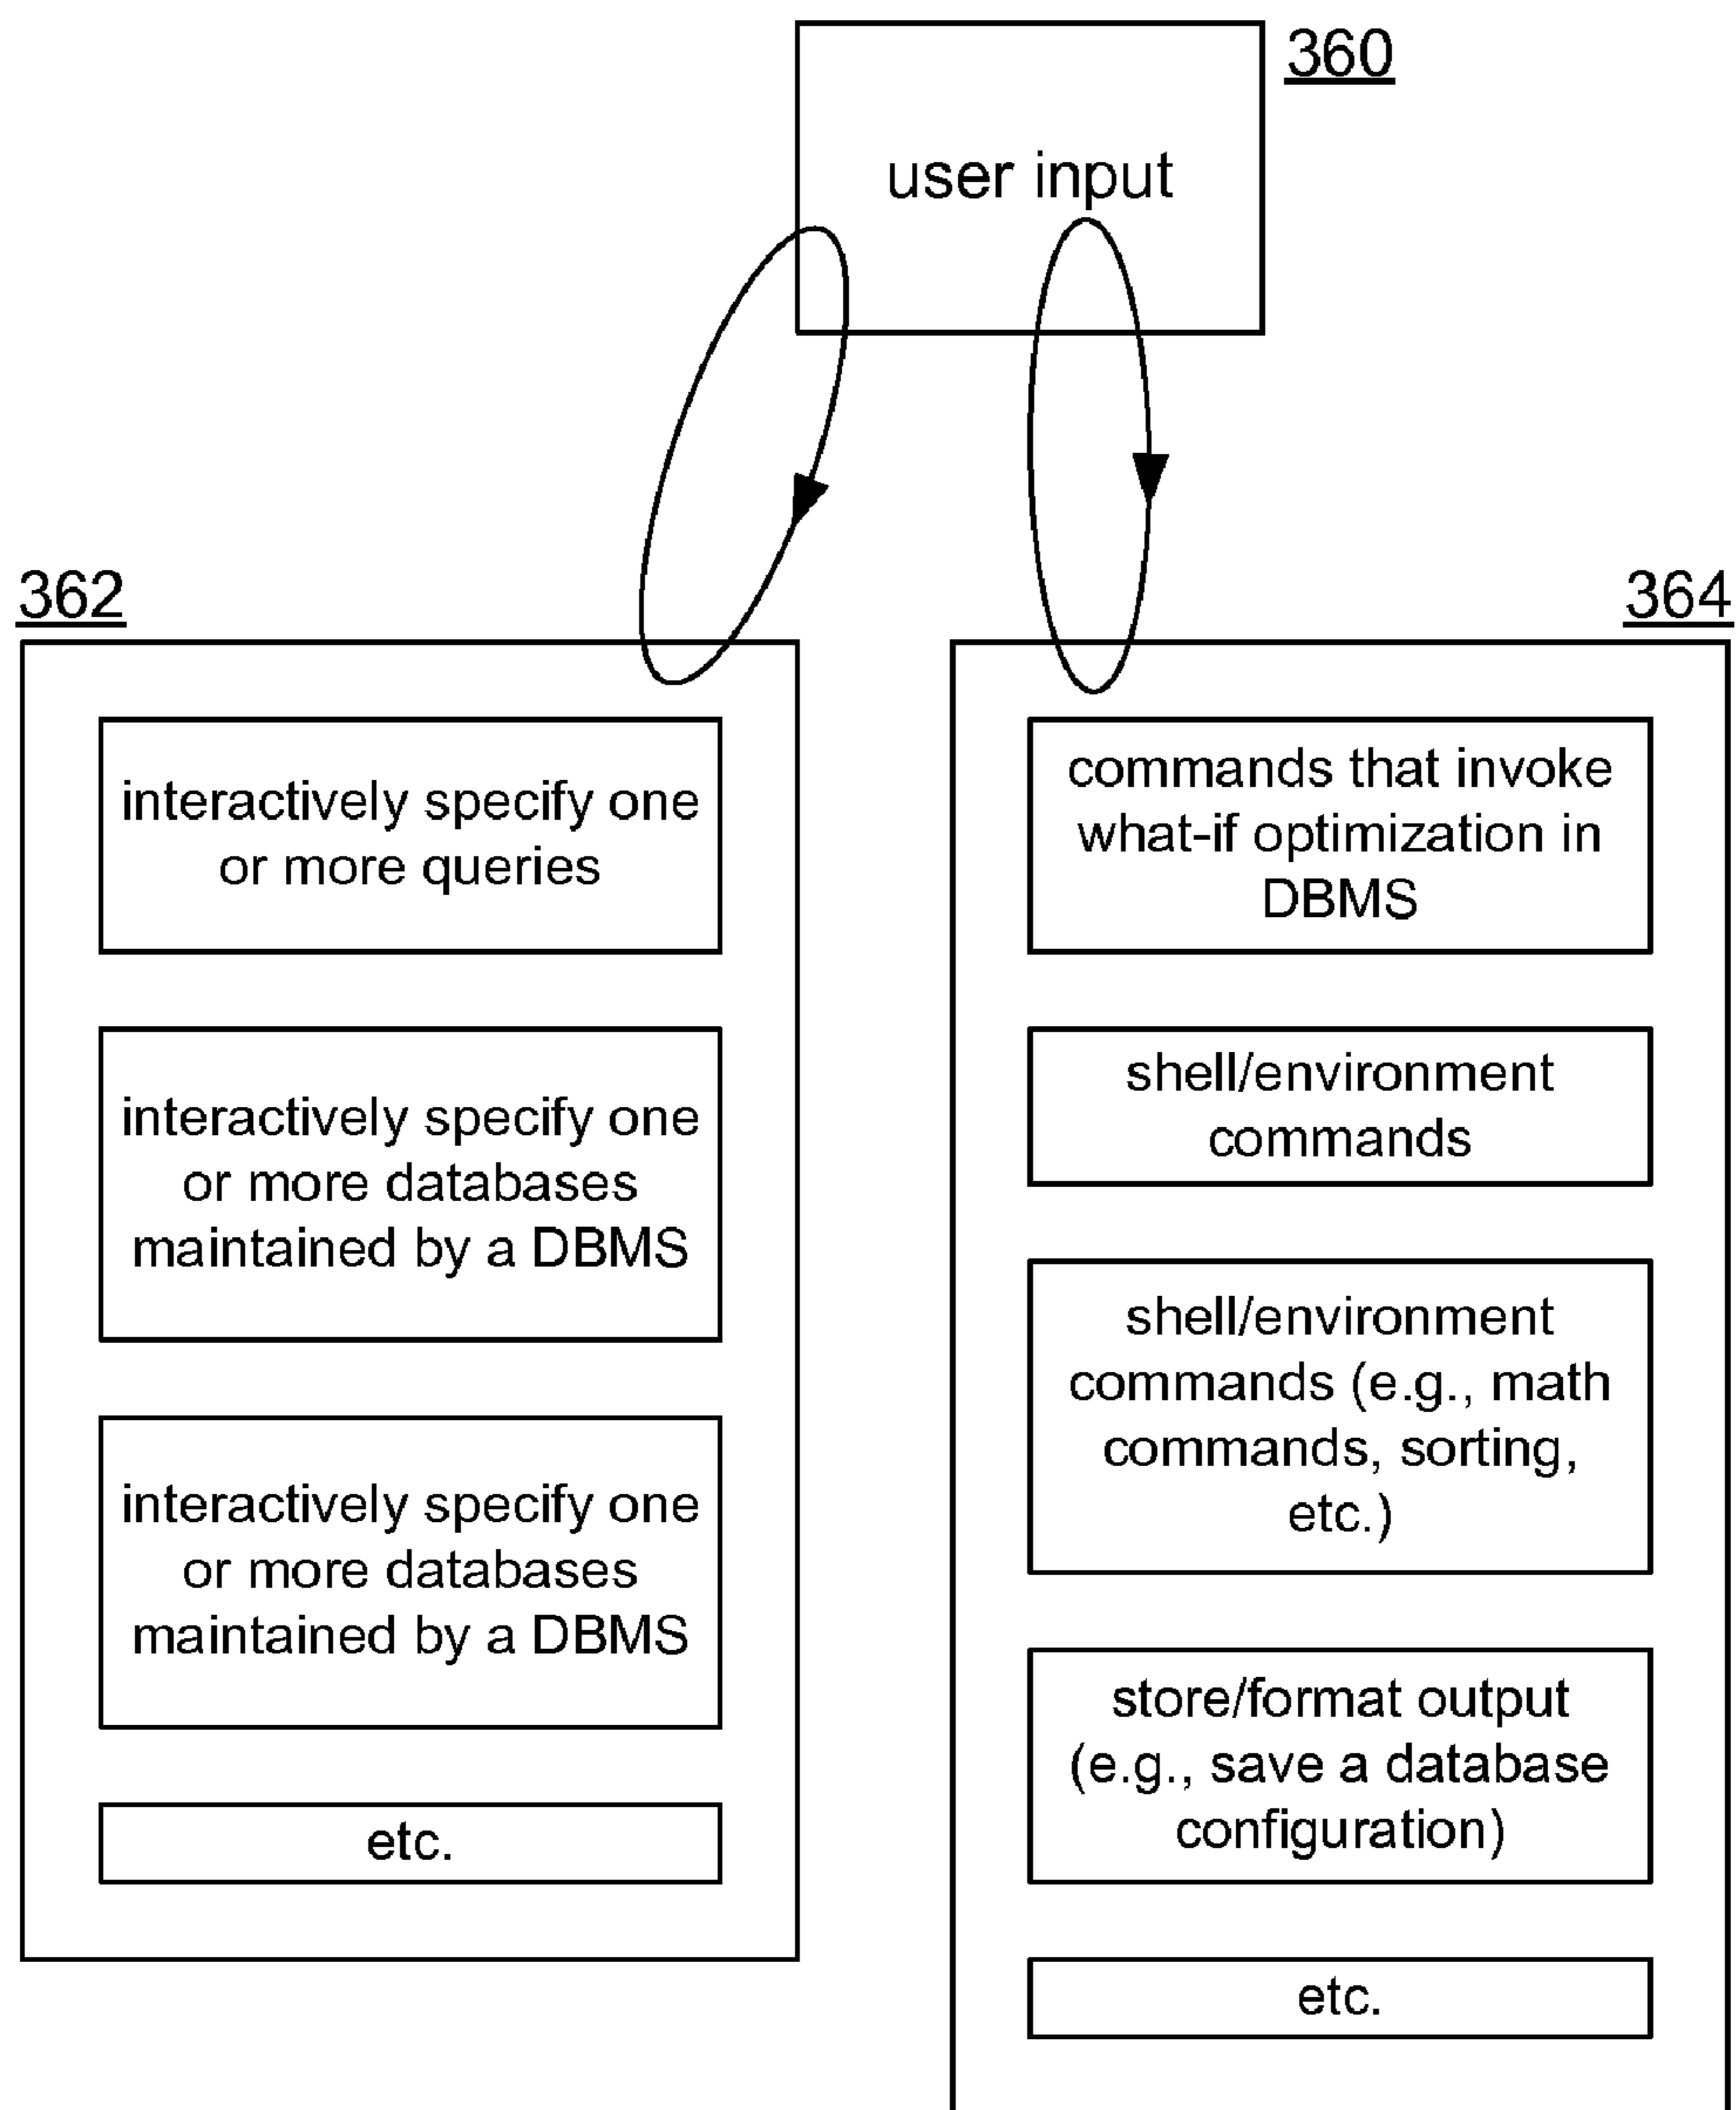 360
user input
362
interactively specify one
or more queries
interactively specify one
or more databases
maintained by a DBMS
interactively specify one
or more databases
maintained by a DBMS
etc.
364
commands that invoke
what-if optimization in
DBMS
shell/environment
commands
shell/environment
commands (e.g., math
commands, sorting,
etc.)
store/format output
(e.g., save a database
configuration)
etc.